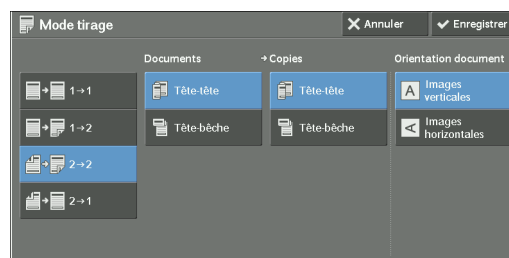 Mode tirage
Annuler
Enregistrer
Documents
→ Copies
Orientation document
1→1
1→2
2→2
2→1
Tête-tête
Tête-bêche
Tête-tête
Tête-bêche
A Images
verticales
A Images
horizontales